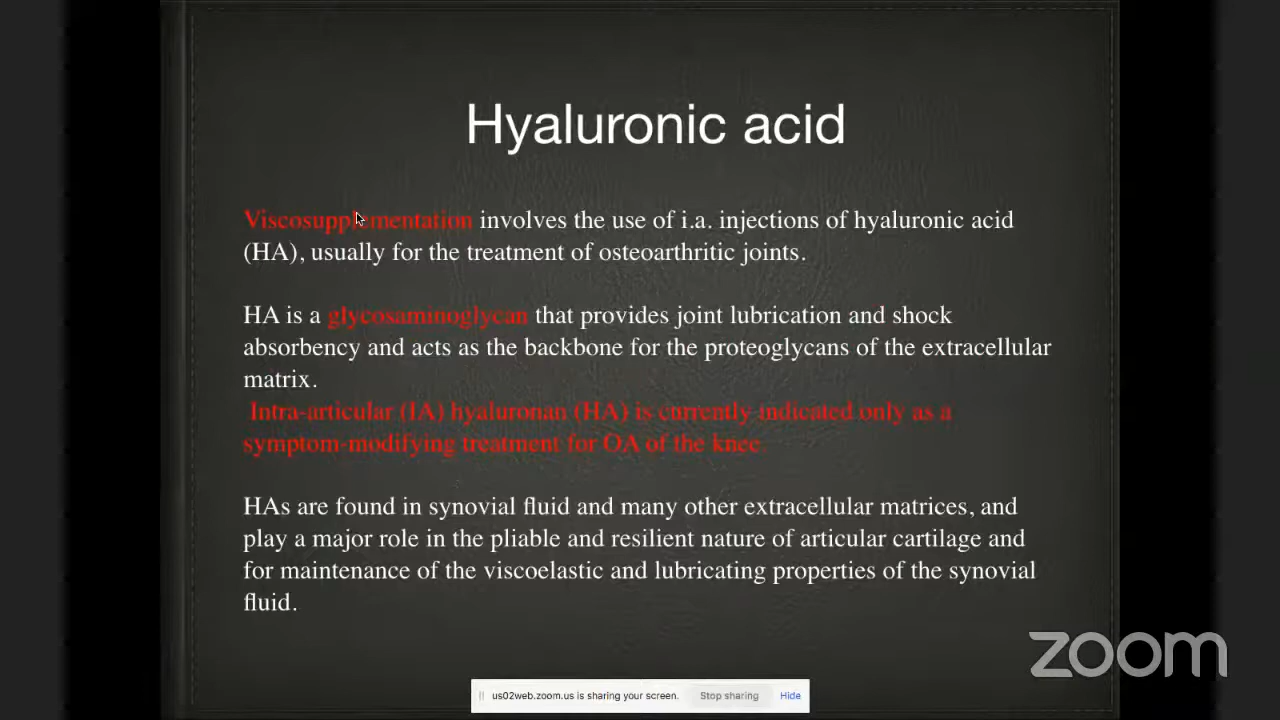 Hyaluronic acid
Viscosupplementation involves the use of i.a. injections of hyaluronic acid
(HA), usually for the treatment of osteoarthritic joints.
HA is a glycosaminoglycan that provides joint lubrication and shock
absorbency and acts as the backbone for the proteoglycans of the extracellular
matrix.
Intra-articular (IA) hyaluronan (HA) is currently indicated only as a
symptom-modifying treatment for OA of the knee.
HAs are found in synovial fluid and many other extracellular matrices, and
play a major role in the pliable and resilient nature of articular cartilage and
for maintenance of the viscoelastic and lubricating properties of the synovial
fluid.
zoom
us02web.zoom.us is sharing your screen. Stop sharing Hide